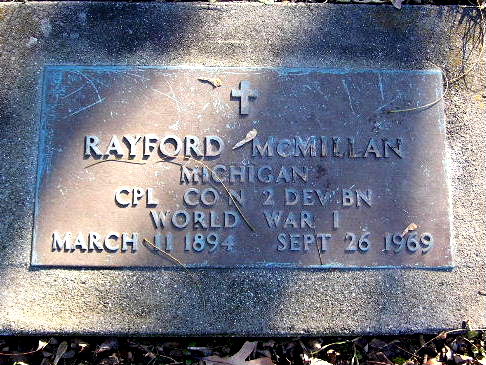 RAYFORD McMILLAN
MICHIGAN
CPL CO N 2 DEV BN
WORLD WAR I
MARCH 11 1894 SEPT 26 1969